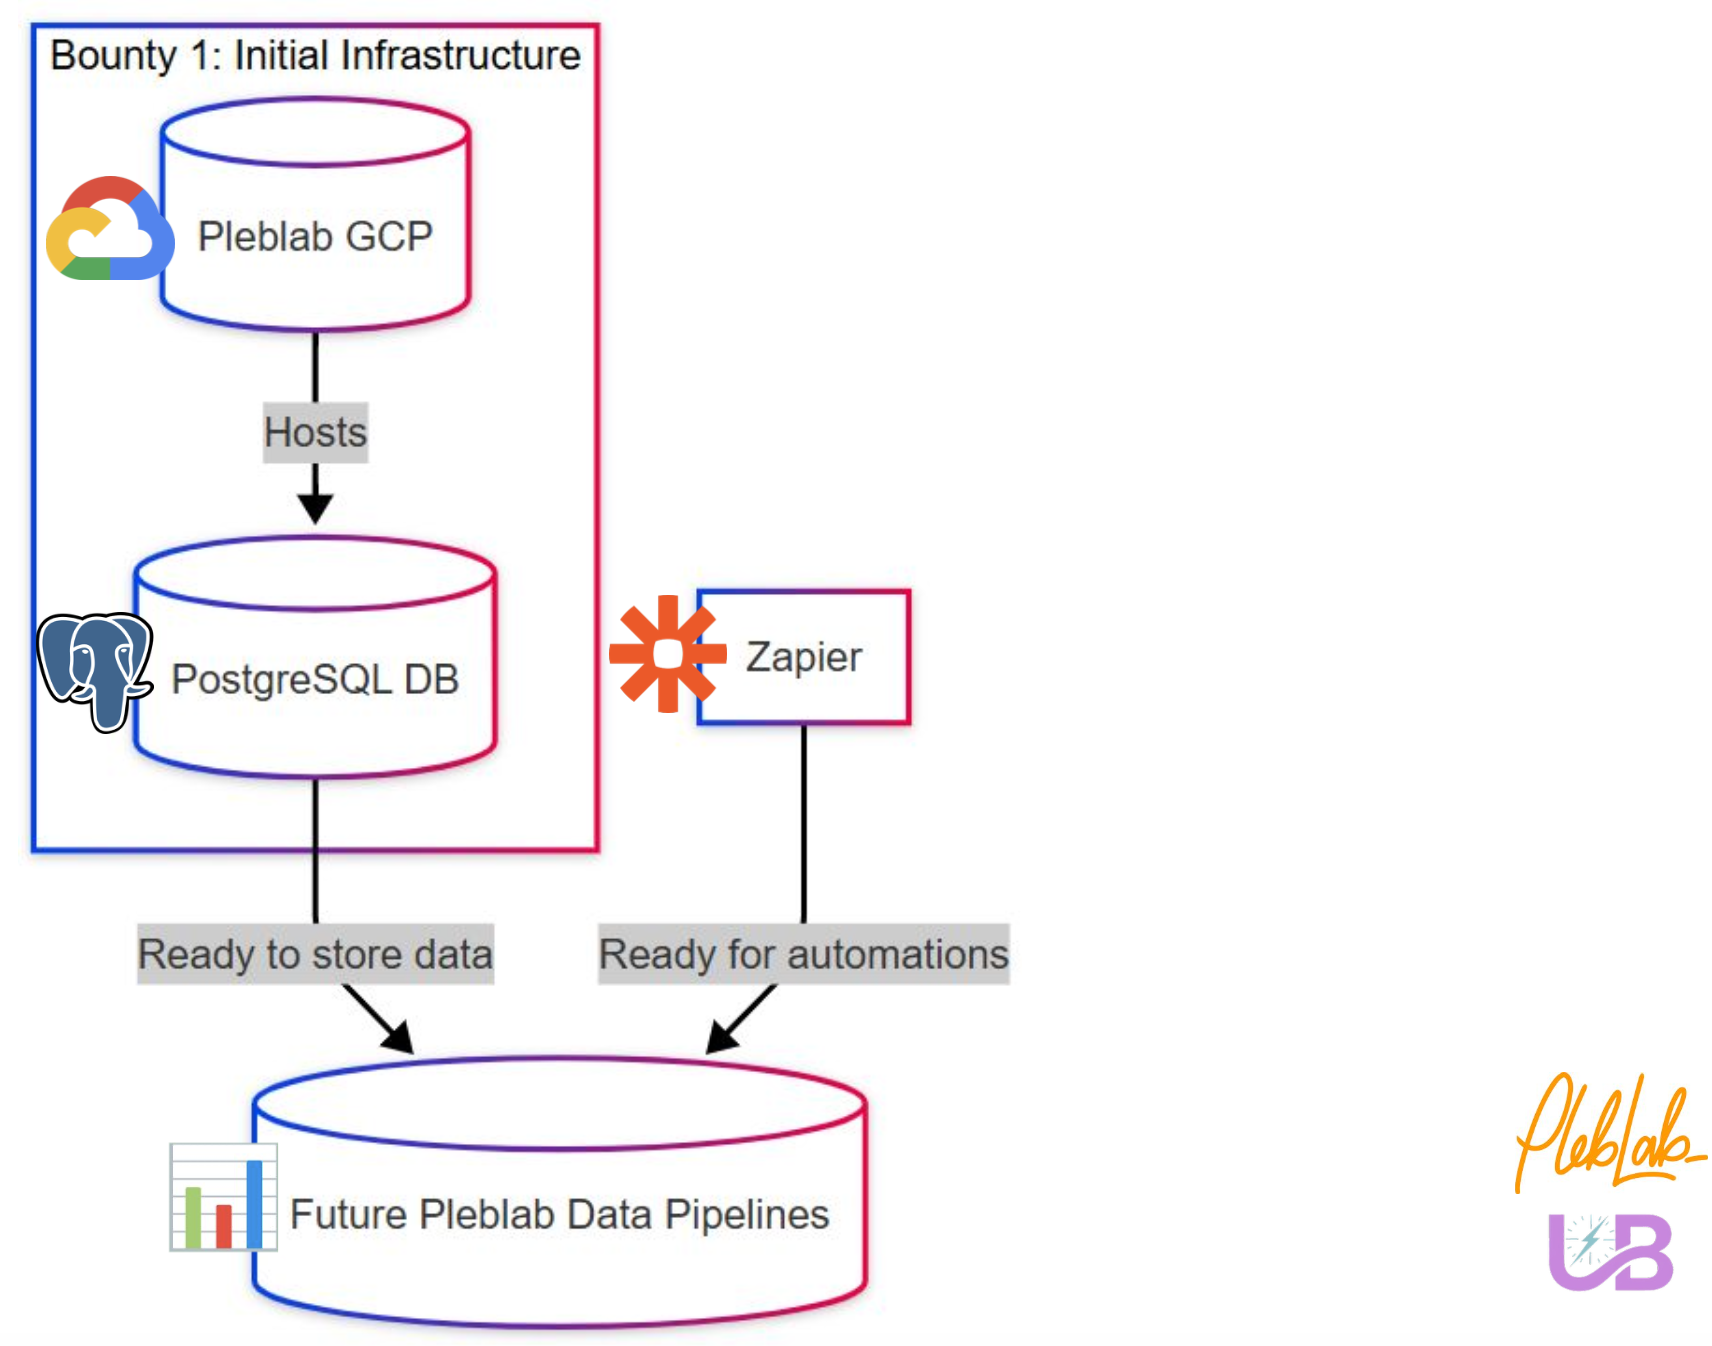 Bounty 1: Initial Infrastructure
Pleblab GCP
Hosts
PostgreSQL DB
Zapier
Ready to store data
Ready for automations
Future Pleblab Data Pipelines
PlebLab_
UB